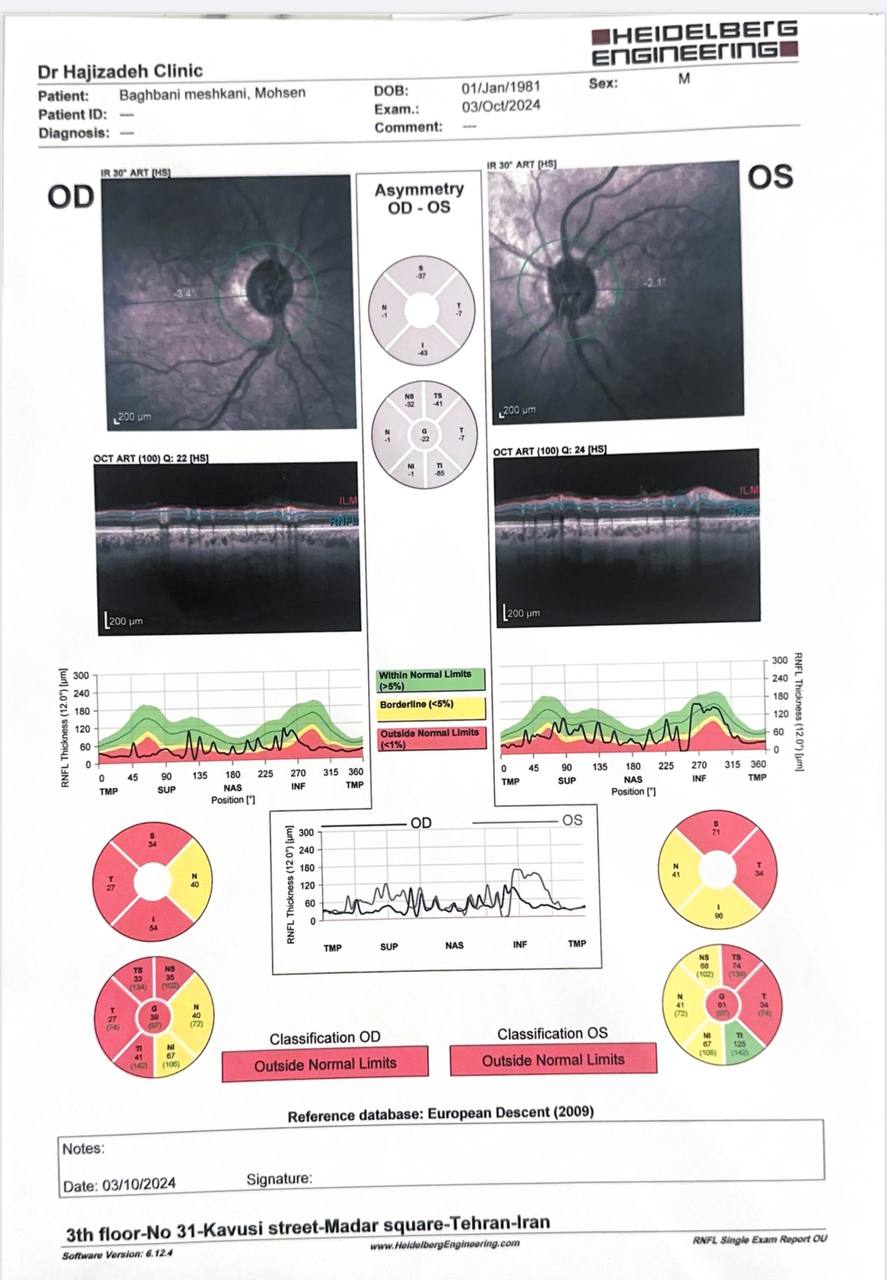 HEIDELBERG
ENGINEERING
Dr Hajizadeh Clinic
Patient: Baghbani meshkani, Mohsen DOB: 01/Jan/1981 Sex: M
Patient ID: --- Exam.: 03/Oct/2024
Diagnosis: --- Comment: ---
OD
IR 30° ART [HS]
-3.4°
200 µm
Asymmetry
OD - OS
IR 30° ART [HS]
OS
-2.1°
200 µm
S
-37
N
-1
T
-7
I
-43
NS
-32
TS
-41
N
-1
G
-22
T
-7
NI
-1
TI
-85
OCT ART (100) Q: 22 [HS]
ILM
RNFL
200 µm
OCT ART (100) Q: 24 [HS]
ILM
RNFL
200 µm
RNFL Thickness (12.0°) [µm]
300
240
180
120
60
0
0 45 90 135 180 225 270 315 360
TMP SUP NAS INF TMP
Position [°]
Within Normal Limits
(>5%)
Borderline (<5%)
Outside Normal Limits
(<1%)
RNFL Thickness (12.0°) [µm]
300
240
180
120
60
0
0 45 90 135 180 225 270 315 360
TMP SUP NAS INF TMP
Position [°]
OD OS
RNFL Thickness (12.0°) [µm]
300
240
180
120
60
0
TMP SUP NAS INF TMP
S
34
T
27
N
40
I
54
TS
33
(134)
NS
35
(102)
T
27
(74)
G
39
(97)
N
40
(72)
TI
41
(142)
NI
67
(106)
S
71
N
41
T
34
I
96
NS
68
(102)
TS
74
(134)
N
41
(72)
G
61
(97)
T
34
(74)
NI
67
(106)
TI
125
(142)
Classification OD
Outside Normal Limits
Classification OS
Outside Normal Limits
Reference database: European Descent (2009)
Notes:
Date: 03/10/2024 Signature:
3th floor-No 31-Kavusi street-Madar square-Tehran-Iran
Software Version: 6.12.4 www.HeidelbergEngineering.com RNFL Single Exam Report OU